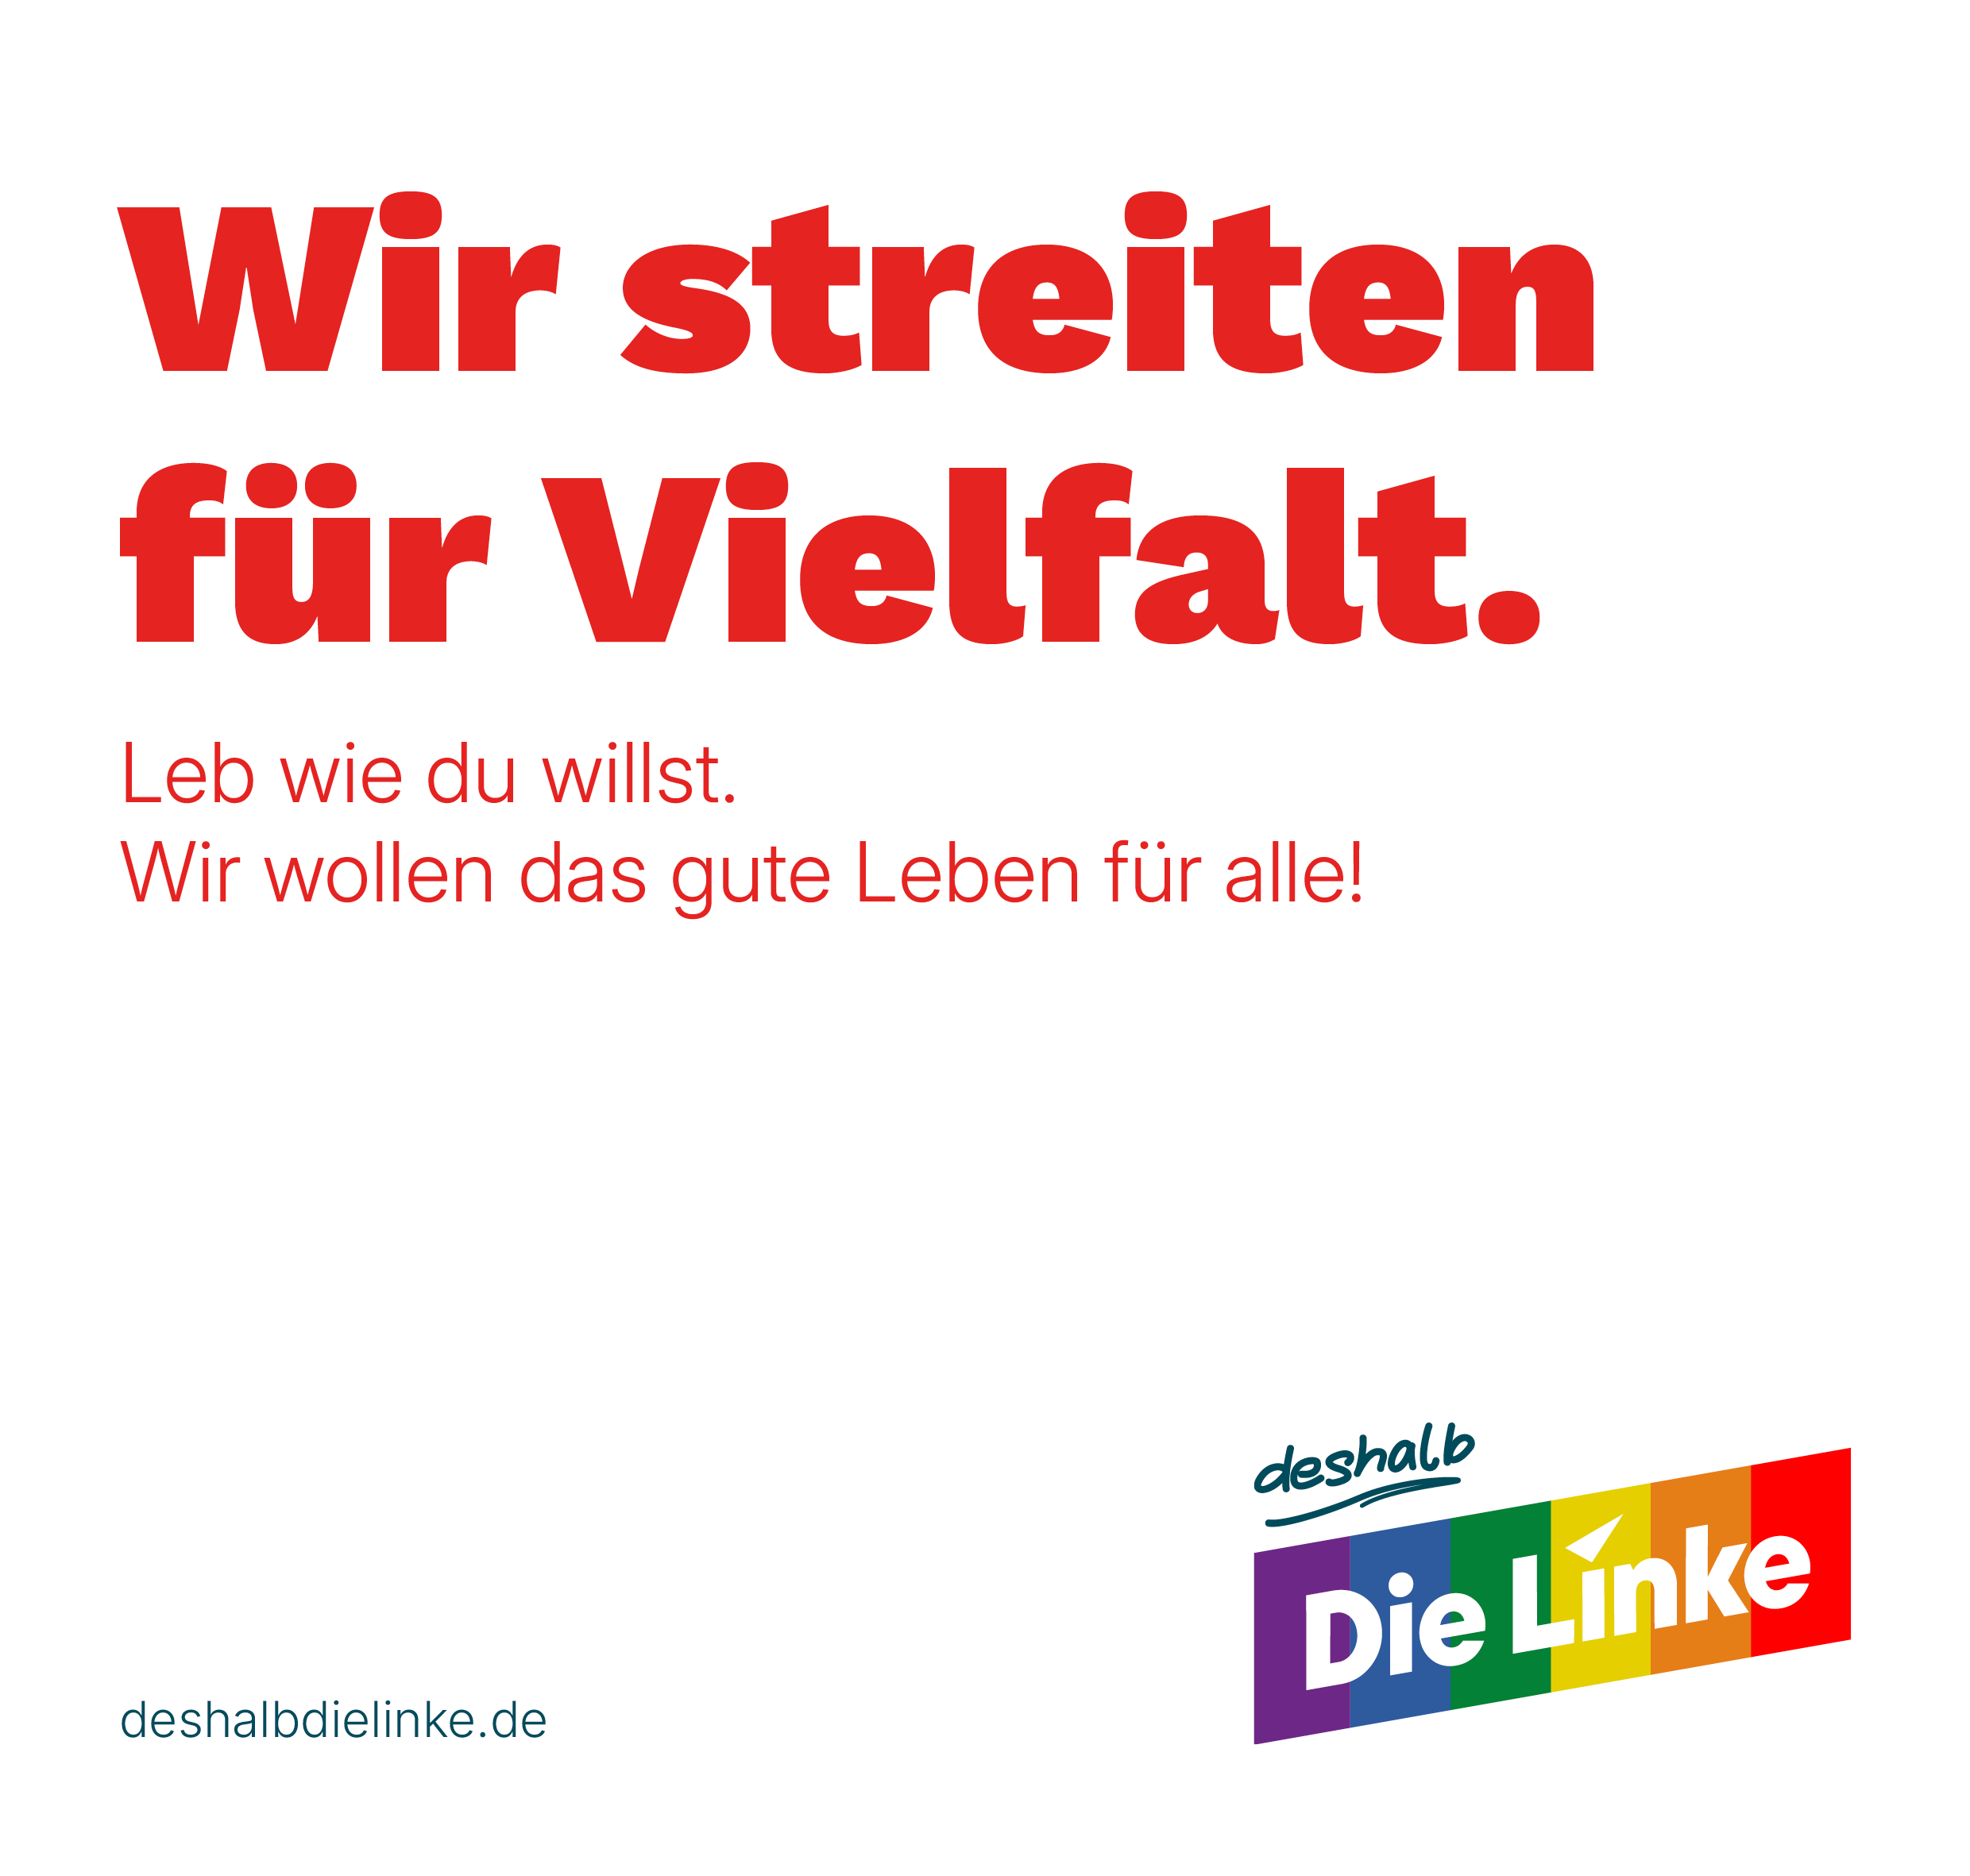 Wir streiten
für Vielfalt.
Leb wie du willst.
Wir wollen das gute Leben für alle!
deshalb
Die Linke
deshalbdielinke.de